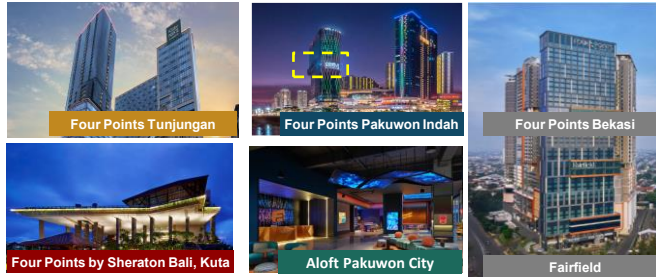 Four Points Tunjungan
Four Points Pakuwon Indah
Four Points Bekasi
Four Points by Sheraton Bali, Kuta
Aloft Pakuwon City
Fairfield